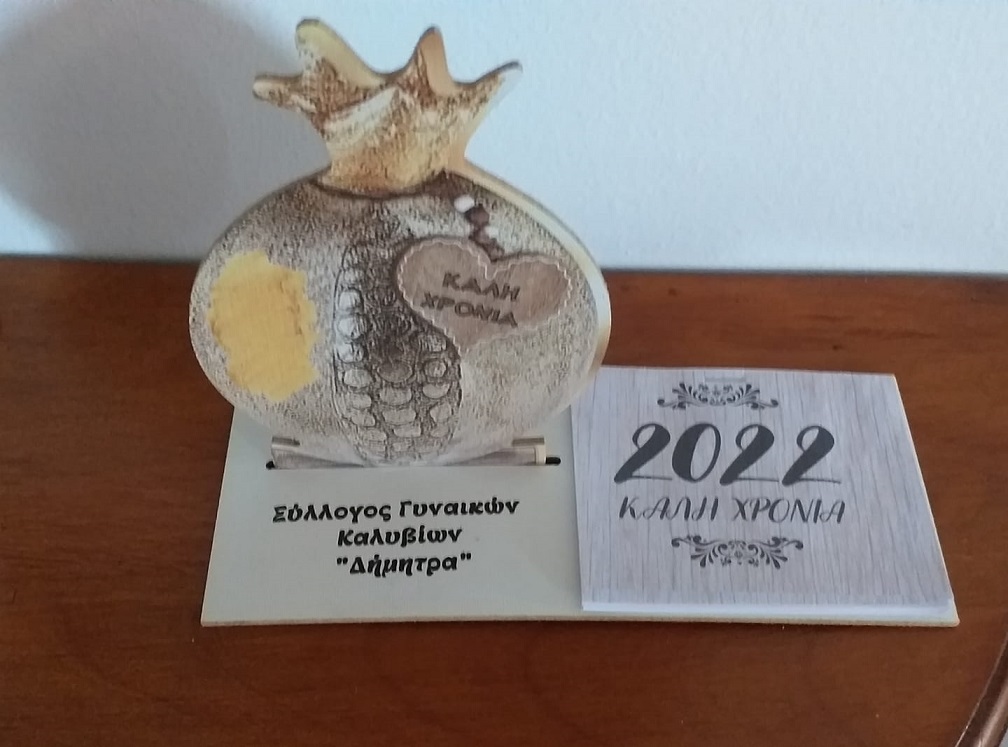 ΚΑΛΗ
ΧΡΟΝΙΑ
Σύλλογος Γυναικών
Καλυβίων
"Δήμητρα"
2022
ΚΑΛΗ ΧΡΟΝΙΑ